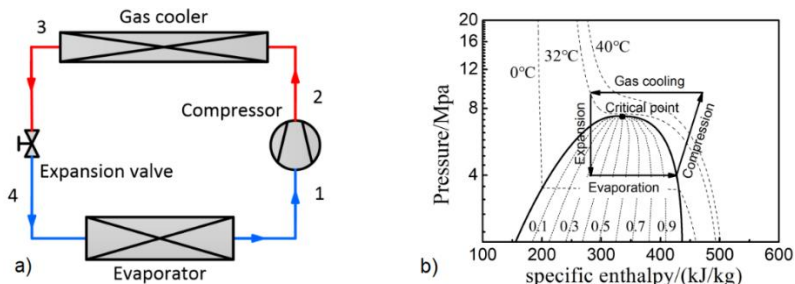 3
Gas cooler
Compressor
2
Expansion valve
4
1
Evaporator
a)
Pressure/Mpa
20
16
12
8
4
0℃
32℃
40℃
Gas cooling
Critical point
Expansion
Compression
Evaporation
0.1 0.3 0.5 0.7 0.9
100 200 300 400 500 600
specific enthalpy/(kJ/kg)
b)